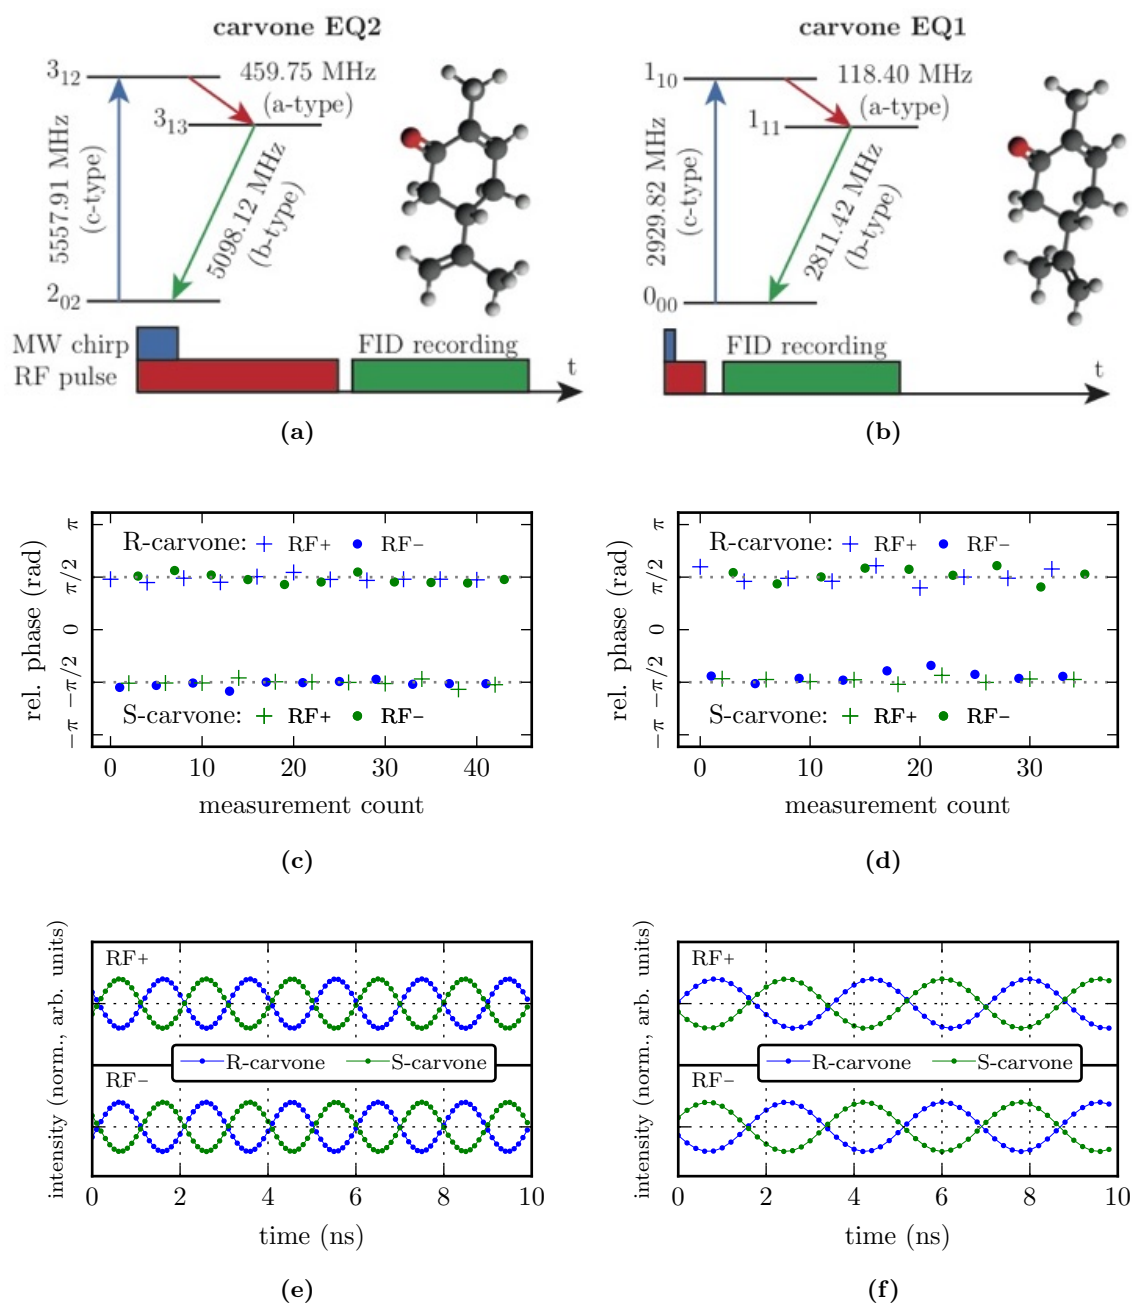 carvone EQ2
3₁₂
459.75 MHz
(a-type)
3₁₃
5557.91 MHz
(c-type)
5098.12 MHz
(b-type)
2₀₂
MW chirp
RF pulse
FID recording
t
(a)
carvone EQ1
1₁₀
118.40 MHz
(a-type)
1₁₁
2929.82 MHz
(c-type)
2811.42 MHz
(b-type)
0₀₀
FID recording
t
(b)
rel. phase (rad)
π
π/2
0
−π/2
−π
R-carvone: RF+ RF−
S-carvone: RF+ RF−
0 10 20 30 40
measurement count
(c)
rel. phase (rad)
π
π/2
0
−π/2
−π
R-carvone: RF+ RF−
S-carvone: RF+ RF−
0 10 20 30
measurement count
(d)
intensity (norm., arb. units)
RF+
R-carvone S-carvone
RF−
0 2 4 6 8 10
time (ns)
(e)
intensity (norm., arb. units)
RF+
R-carvone S-carvone
RF−
0 2 4 6 8 10
time (ns)
(f)